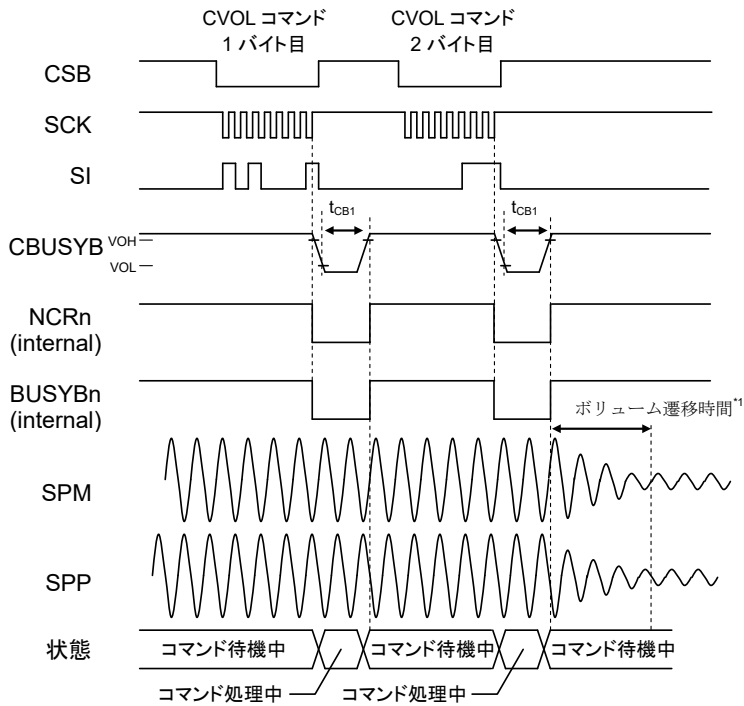 CVOL コマンド
1 バイト目
CVOL コマンド
2 バイト目
CSB
SCK
SI
tCB1
tCB1
CBUSYB
VOH
VOL
NCRn
(internal)
BUSYBn
(internal)
ボリューム遷移時間*1
SPM
SPP
状態
コマンド待機中
コマンド待機中
コマンド待機中
コマンド処理中
コマンド処理中